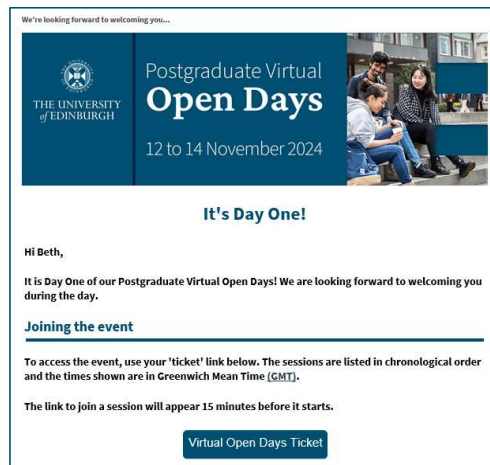 We're looking forward to welcoming you...
THE UNIVERSITY
of EDINBURGH
Postgraduate Virtual
Open Days
12 to 14 November 2024
It's Day One!
Hi Beth,
It is Day One of our Postgraduate Virtual Open Days! We are looking forward to welcoming you
during the day.
Joining the event
To access the event, use your 'ticket' link below. The sessions are listed in chronological order
and the times shown are in Greenwich Mean Time (GMT).
The link to join a session will appear 15 minutes before it starts.
Virtual Open Days Ticket